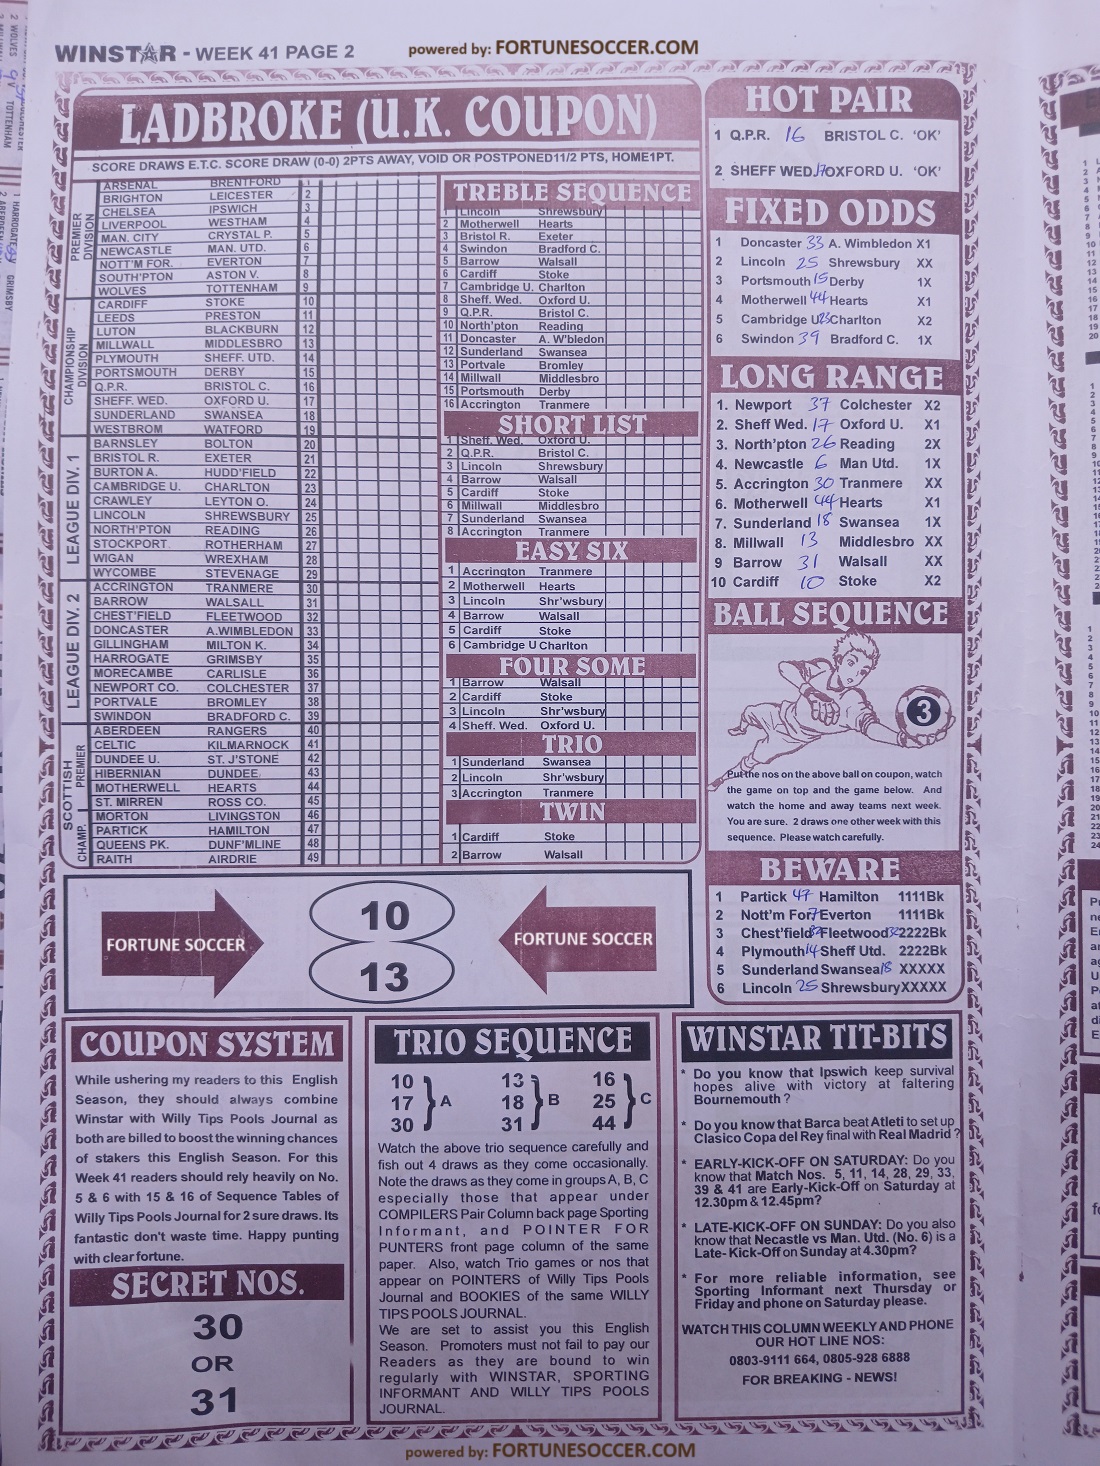 WINSTAR - WEEK 41 PAGE 2
powered by: FORTUNESOCCER.COM
LADBROKE (U.K. COUPON)
SCORE DRAWS E.T.C. SCORE DRAW (0-0) 2PTS AWAY, VOID OR POSTPONED11/2 PTS, HOME1PT.
PREMIER DIVISION
ARSENAL BRENTFORD 1
BRIGHTON LEICESTER 2
CHELSEA IPSWICH 3
LIVERPOOL WESTHAM 4
MAN. CITY CRYSTAL P. 5
NEWCASTLE MAN. UTD. 6
NOTT'M FOR. EVERTON 7
SOUTH'PTON ASTON V. 8
WOLVES TOTTENHAM 9
CHAMPIONSHIP DIVISION
CARDIFF STOKE 10
LEEDS PRESTON 11
LUTON BLACKBURN 12
MILLWALL MIDDLESBRO 13
PLYMOUTH SHEFF. UTD. 14
PORTSMOUTH DERBY 15
Q.P.R. BRISTOL C. 16
SHEFF. WED. OXFORD U. 17
SUNDERLAND SWANSEA 18
WESTBROM WATFORD 19
LEAGUE DIV. 1
BARNSLEY BOLTON 20
BRISTOL R. EXETER 21
BURTON A. HUDD'FIELD 22
CAMBRIDGE U. CHARLTON 23
CRAWLEY LEYTON O. 24
LINCOLN SHREWSBURY 25
NORTH'PTON READING 26
STOCKPORT ROTHERHAM 27
WIGAN WREXHAM 28
WYCOMBE STEVENAGE 29
LEAGUE DIV. 2
ACCRINGTON TRANMERE 30
BARROW WALSALL 31
CHEST'FIELD FLEETWOOD 32
DONCASTER A.WIMBLEDON 33
GILLINGHAM MILTON K. 34
HARROGATE GRIMSBY 35
MORECAMBE CARLISLE 36
NEWPORT CO. COLCHESTER 37
PORTVALE BROMLEY 38
SWINDON BRADFORD C. 39
SCOTTISH PREMIER
ABERDEEN RANGERS 40
CELTIC KILMARNOCK 41
DUNDEE U. ST. J'STONE 42
HIBERNIAN DUNDEE 43
MOTHERWELL HEARTS 44
ST. MIRREN ROSS CO. 45
CHAMP.
MORTON LIVINGSTON 46
PARTICK HAMILTON 47
QUEENS PK. DUNF'MLINE 48
RAITH AIRDRIE 49
TREBLE SEQUENCE
1 Lincoln Shrewsbury
2 Motherwell Hearts
3 Bristol R. Exeter
4 Swindon Bradford C.
5 Barrow Walsall
6 Cardiff Stoke
7 Cambridge U. Charlton
8 Sheff. Wed. Oxford U.
9 Q.P.R. Bristol C.
10 North'pton Reading
11 Doncaster A. W'bledon
12 Sunderland Swansea
13 Portvale Bromley
14 Millwall Middlesbro
15 Portsmouth Derby
16 Accrington Tranmere
SHORT LIST
1 Sheff. Wed. Oxford U.
2 Q.P.R. Bristol C.
3 Lincoln Shrewsbury
4 Barrow Walsall
5 Cardiff Stoke
6 Millwall Middlesbro
7 Sunderland Swansea
8 Accrington Tranmere
EASY SIX
1 Accrington Tranmere
2 Motherwell Hearts
3 Lincoln Shr'wsbury
4 Barrow Walsall
5 Cardiff Stoke
6 Cambridge U Charlton
FOUR SOME
1 Barrow Walsall
2 Cardiff Stoke
3 Lincoln Shr'wsbury
4 Sheff. Wed. Oxford U.
TRIO
1 Sunderland Swansea
2 Lincoln Shr'wsbury
3 Accrington Tranmere
TWIN
1 Cardiff Stoke
2 Barrow Walsall
HOT PAIR
1 Q.P.R. 16 BRISTOL C. 'OK'
2 SHEFF WED. 17 OXFORD U. 'OK'
FIXED ODDS
1 Doncaster 33 A. Wimbledon X1
2 Lincoln 25 Shrewsbury XX
3 Portsmouth 15 Derby 1X
4 Motherwell 44 Hearts X1
5 Cambridge U 23 Charlton X2
6 Swindon 39 Bradford C. 1X
LONG RANGE
1. Newport 37 Colchester X2
2. Sheff Wed. 17 Oxford U. X1
3. North'pton 26 Reading 2X
4. Newcastle 6 Man Utd. 1X
5. Accrington 30 Tranmere XX
6. Motherwell 44 Hearts X1
7. Sunderland 18 Swansea 1X
8. Millwall 13 Middlesbro XX
9 Barrow 31 Walsall XX
10 Cardiff 10 Stoke X2
BALL SEQUENCE
3
Put the nos on the above ball on coupon, watch
the game on top and the game below. And
watch the home and away teams next week.
You are sure. 2 draws one other week with this
sequence. Please watch carefully.
BEWARE
1 Partick 47 Hamilton 1111Bk
2 Nott'm For 7 Everton 1111Bk
3 Chest'field 32 Fleetwood 32 2222Bk
4 Plymouth 14 Sheff Utd. 2222Bk
5 Sunderland Swansea 18 XXXXX
6 Lincoln 25 Shrewsbury XXXXX
FORTUNE SOCCER
10
13
FORTUNE SOCCER
COUPON SYSTEM
While ushering my readers to this English
Season, they should always combine
Winstar with Willy Tips Pools Journal as
both are billed to boost the winning chances
of stakers this English Season. For this
Week 41 readers should rely heavily on No.
5 & 6 with 15 & 16 of Sequence Tables of
Willy Tips Pools Journal for 2 sure draws. Its
fantastic don't waste time. Happy punting
with clear fortune.
SECRET NOS.
30
OR
31
TRIO SEQUENCE
10 13 16
17 A 18 B 25 C
30 31 44
Watch the above trio sequence carefully and
fish out 4 draws as they come occasionally.
Note the draws as they come in groups A, B, C
especially those that appear under
COMPILERS Pair Column back page Sporting
Informant, and POINTER FOR
PUNTERS front page column of the same
paper. Also, watch Trio games or nos that
appear on POINTERS of Willy Tips Pools
Journal and BOOKIES of the same WILLY
TIPS POOLS JOURNAL.
We are set to assist you this English
Season. Promoters must not fail to pay our
Readers as they are bound to win
regularly with WINSTAR, SPORTING
INFORMANT AND WILLY TIPS POOLS
JOURNAL.
WINSTAR TIT-BITS
* Do you know that Ipswich keep survival
hopes alive with victory at faltering
Bournemouth ?
* Do you know that Barca beat Atleti to set up
Clasico Copa del Rey final with Real Madrid ?
* EARLY-KICK-OFF ON SATURDAY: Do you
know that Match Nos. 5, 11, 14, 28, 29, 33,
39 & 41 are Early-Kick-Off on Saturday at
12.30pm & 12.45pm?
* LATE-KICK-OFF ON SUNDAY: Do you also
know that Necastle vs Man. Utd. (No. 6) is a
Late- Kick-Off on Sunday at 4.30pm?
* For more reliable information, see
Sporting Informant next Thursday or
Friday and phone on Saturday please.
WATCH THIS COLUMN WEEKLY AND PHONE
OUR HOT LINE NOS:
0803-9111 664, 0805-928 6888
FOR BREAKING - NEWS!
powered by: FORTUNESOCCER.COM